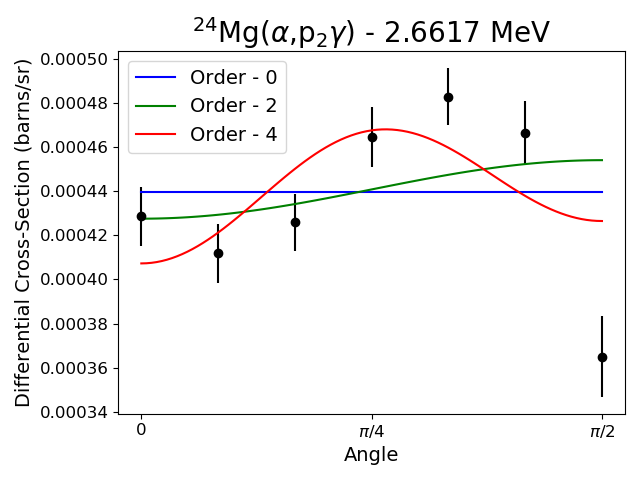 ²⁴Mg(α,p₂γ) - 2.6617 MeV
Differential Cross-Section (barns/sr)
0.00050
0.00048
0.00046
0.00044
0.00042
0.00040
0.00038
0.00036
0.00034
Order - 0
Order - 2
Order - 4
0
π/4
π/2
Angle